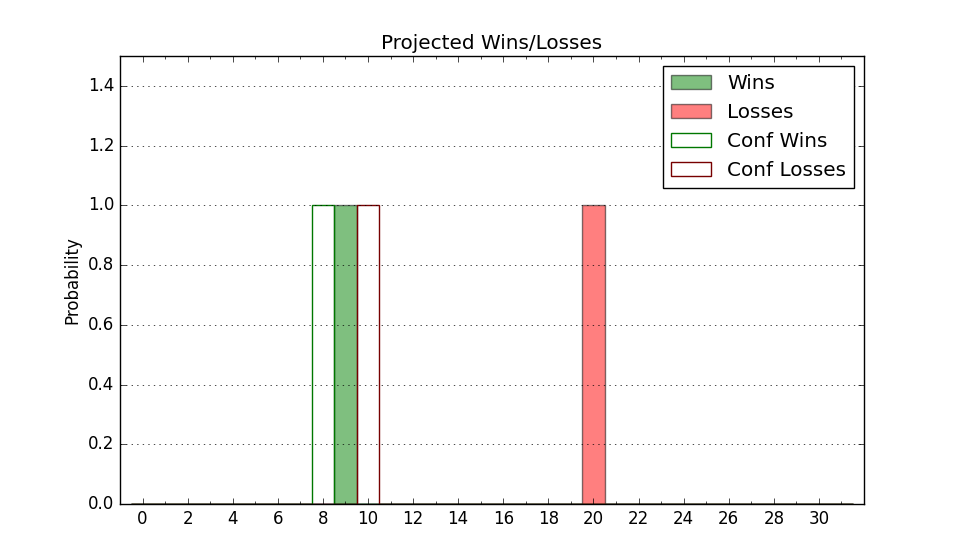 Projected Wins/Losses
1.4
1.2
1.0
0.8
0.6
0.4
0.2
0.0
Probability
Wins
Losses
Conf Wins
Conf Losses
0 2 4 6 8 10 12 14 16 18 20 22 24 26 28 30